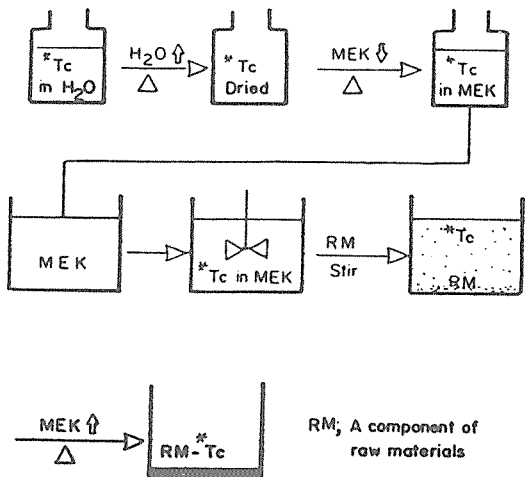 *Tc
in H₂O
H₂O ⇧
△
*Tc
Dried
MEK ⇩
△
*Tc
in MEK
MEK
*Tc in MEK
RM
Stir
*Tc
RM
MEK ⇧
△
RM-*Tc
RM; A component of
raw materials